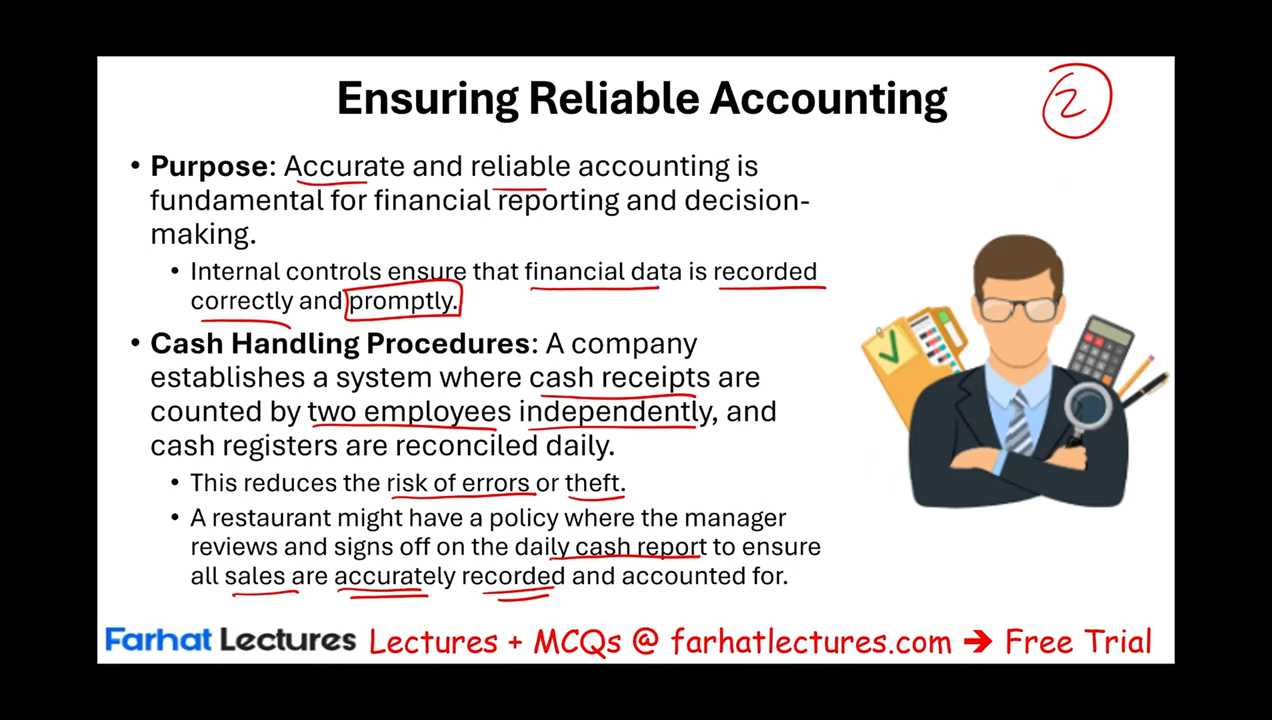 Ensuring Reliable Accounting
2
• Purpose: Accurate and reliable accounting is
fundamental for financial reporting and decision-
making.
• Internal controls ensure that financial data is recorded
correctly and promptly.
• Cash Handling Procedures: A company
establishes a system where cash receipts are
counted by two employees independently, and
cash registers are reconciled daily.
• This reduces the risk of errors or theft.
• A restaurant might have a policy where the manager
reviews and signs off on the daily cash report to ensure
all sales are accurately recorded and accounted for.
Farhat Lectures Lectures + MCQs @ farhatlectures.com → Free Trial